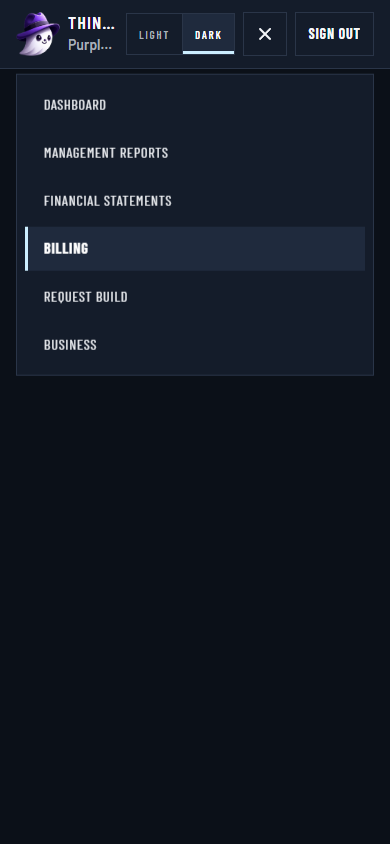 THIN...
Purpl...
LIGHT
DARK
SIGN OUT
DASHBOARD
MANAGEMENT REPORTS
FINANCIAL STATEMENTS
BILLING
REQUEST BUILD
BUSINESS